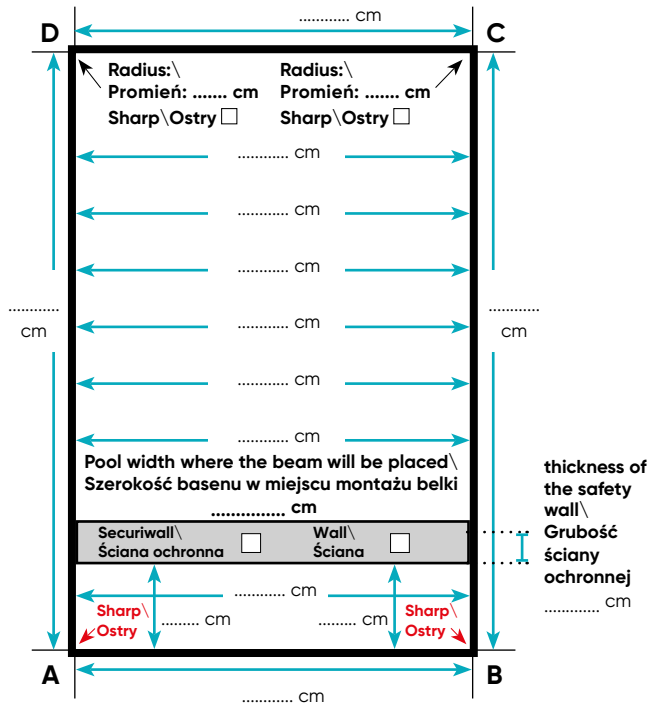 ............ cm
D
C
Radius:\
Promień: ....... cm
Sharp\Ostry
Radius:\
Promień: ....... cm
Sharp\Ostry
............ cm
............ cm
............ cm
............ cm
............
cm
............
cm
............ cm
............ cm
Pool width where the beam will be placed\
Szerokość basenu w miejscu montażu belki
................ cm
Securiwall\
Ściana ochronna
Wall\
Ściana
thickness of
the safety
wall\
Grubość
ściany
ochronnej
............. cm
............ cm
Sharp\
Ostry
......... cm
......... cm
Sharp\
Ostry
A
B
............ cm